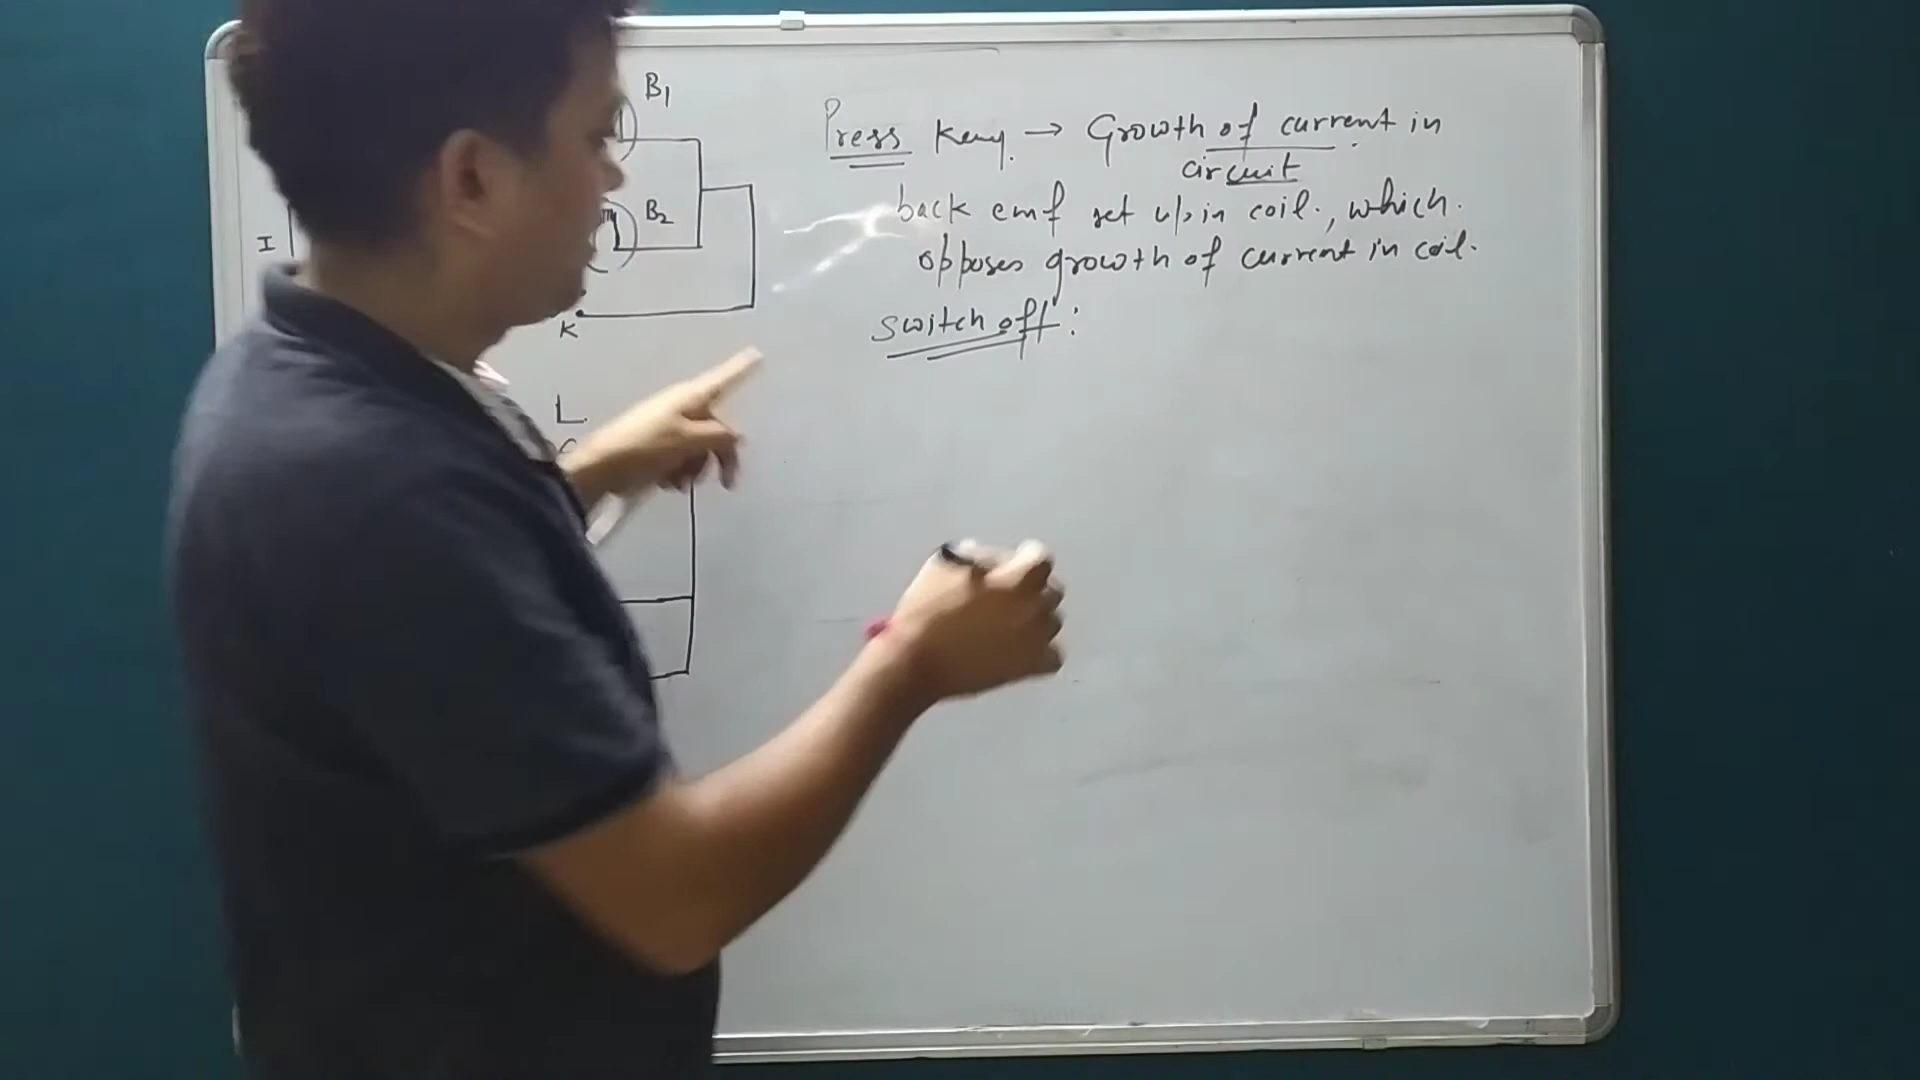 B1
B2
I
K
L
Press Key. → Growth of current in
circuit
back emf set up in coil., which.
opposes growth of current in coil.
Switch off: